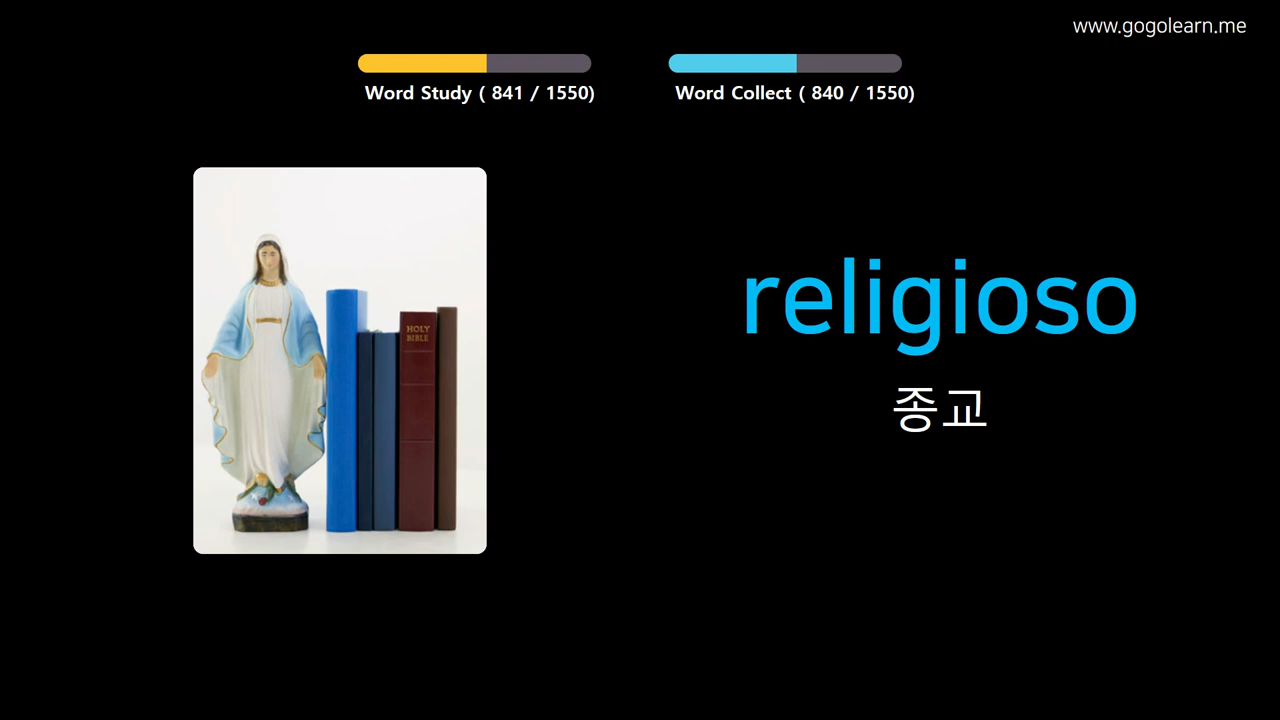 www.gogolearn.me
Word Study ( 841 / 1550)
Word Collect ( 840 / 1550)
HOLY
BIBLE
religioso
종교